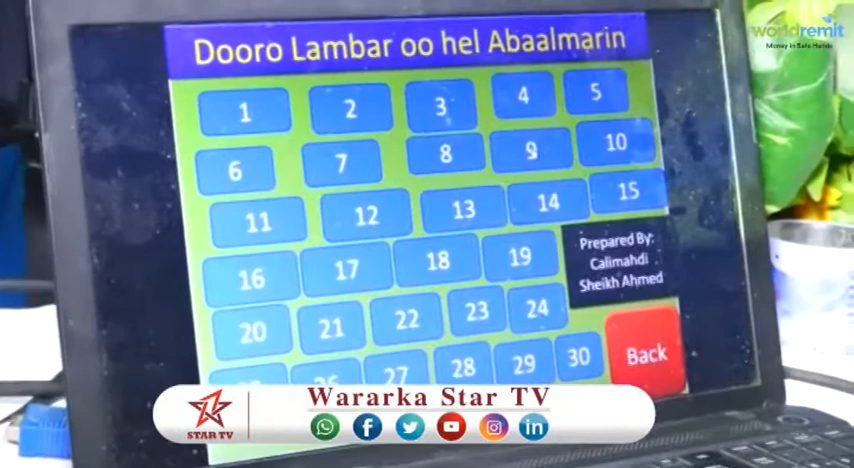 Dooro Lambar oo hel Abaalmarin
worldremit
Money in Safe Hands
1 2 3 4 5
6 7 8 9 10
11 12 13 14 15
16 17 18 19
Prepared By:
Calimahdi
Sheikh Ahmed
20 21 22 23 24
26 27 28 29 30
Back
Wararka Star TV
STAR TV